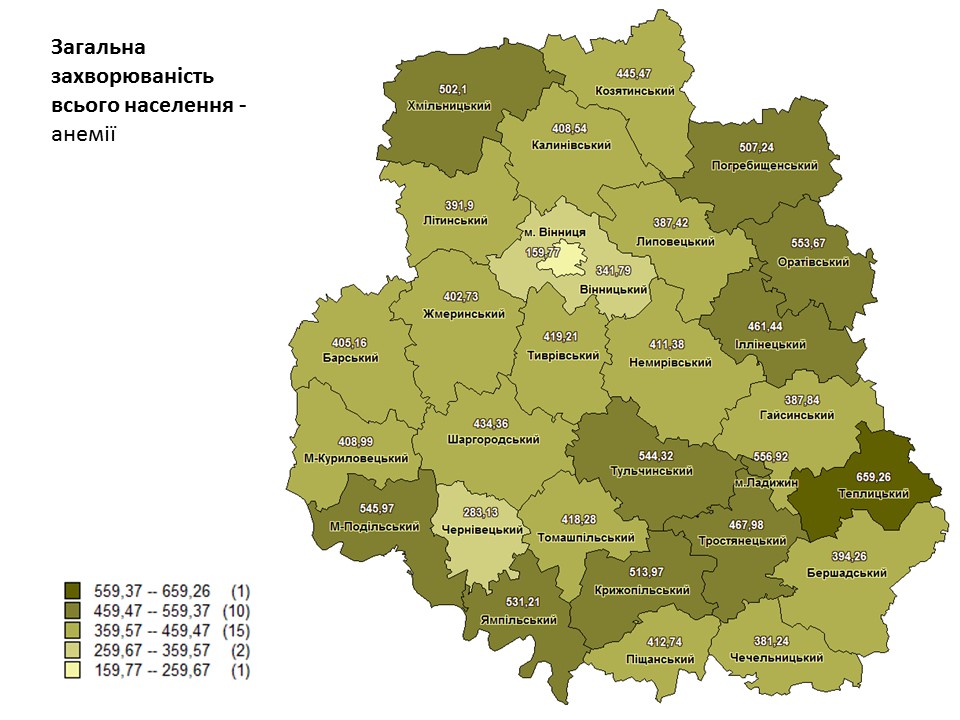 Загальна
захворюваність
всього населення -
анемії
445,47
Козятинський
502,1
Хмільницький
408,54
Калинівський
507,24
Погребищенський
391,9
Літинський
387,42
Липовецький
м. Вінниця
159,77
553,67
Оратівський
341,79
Вінницький
402,73
Жмеринський
461,44
Іллінецький
405,16
Барський
419,21
Тиврівський
411,38
Немирівський
387,84
Гайсинський
434,36
Шаргородський
408,99
М-Куриловецький
544,32
Тульчинський
556,92
м.Ладижин
659,26
Теплицький
545,97
М-Подільський
283,13
Чернівецький
418,28
Томашпільський
467,98
Тростянецький
394,26
Бершадський
513,97
Крижопільський
531,21
Ямпільський
412,74
Піщанський
381,24
Чечельницький
559,37 -- 659,26 (1)
459,47 -- 559,37 (10)
359,57 -- 459,47 (15)
259,67 -- 359,57 (2)
159,77 -- 259,67 (1)